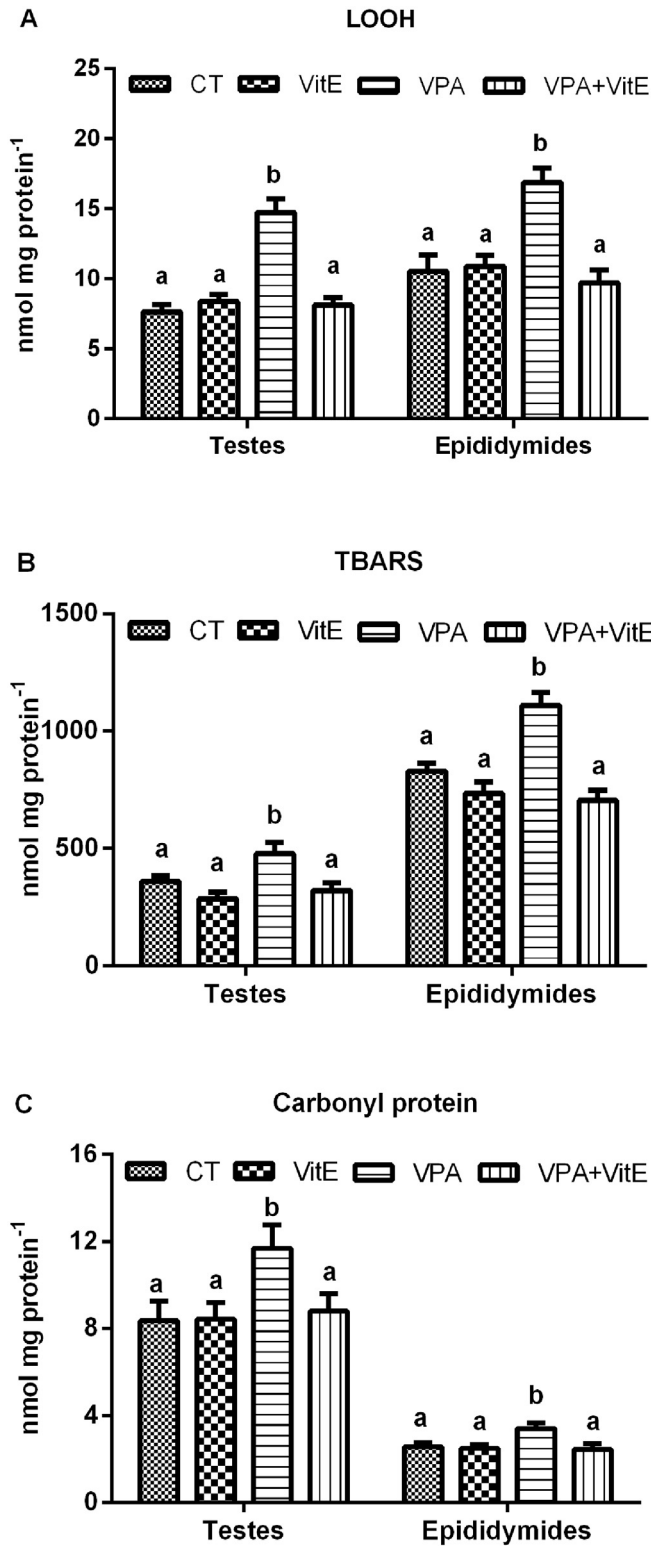 A LOOH
25
CT VitE VPA VPA+VitE
20
15
10
5
0
nmol mg protein-1
a a b a a a b a
Testes Epididymides
B TBARS
1500
CT VitE VPA VPA+VitE
1000
500
0
nmol mg protein-1
a a b a a a b a
Testes Epididymides
C Carbonyl protein
16
CT VitE VPA VPA+VitE
12
8
4
0
nmol mg protein-1
a a b a a a b a
Testes Epididymides